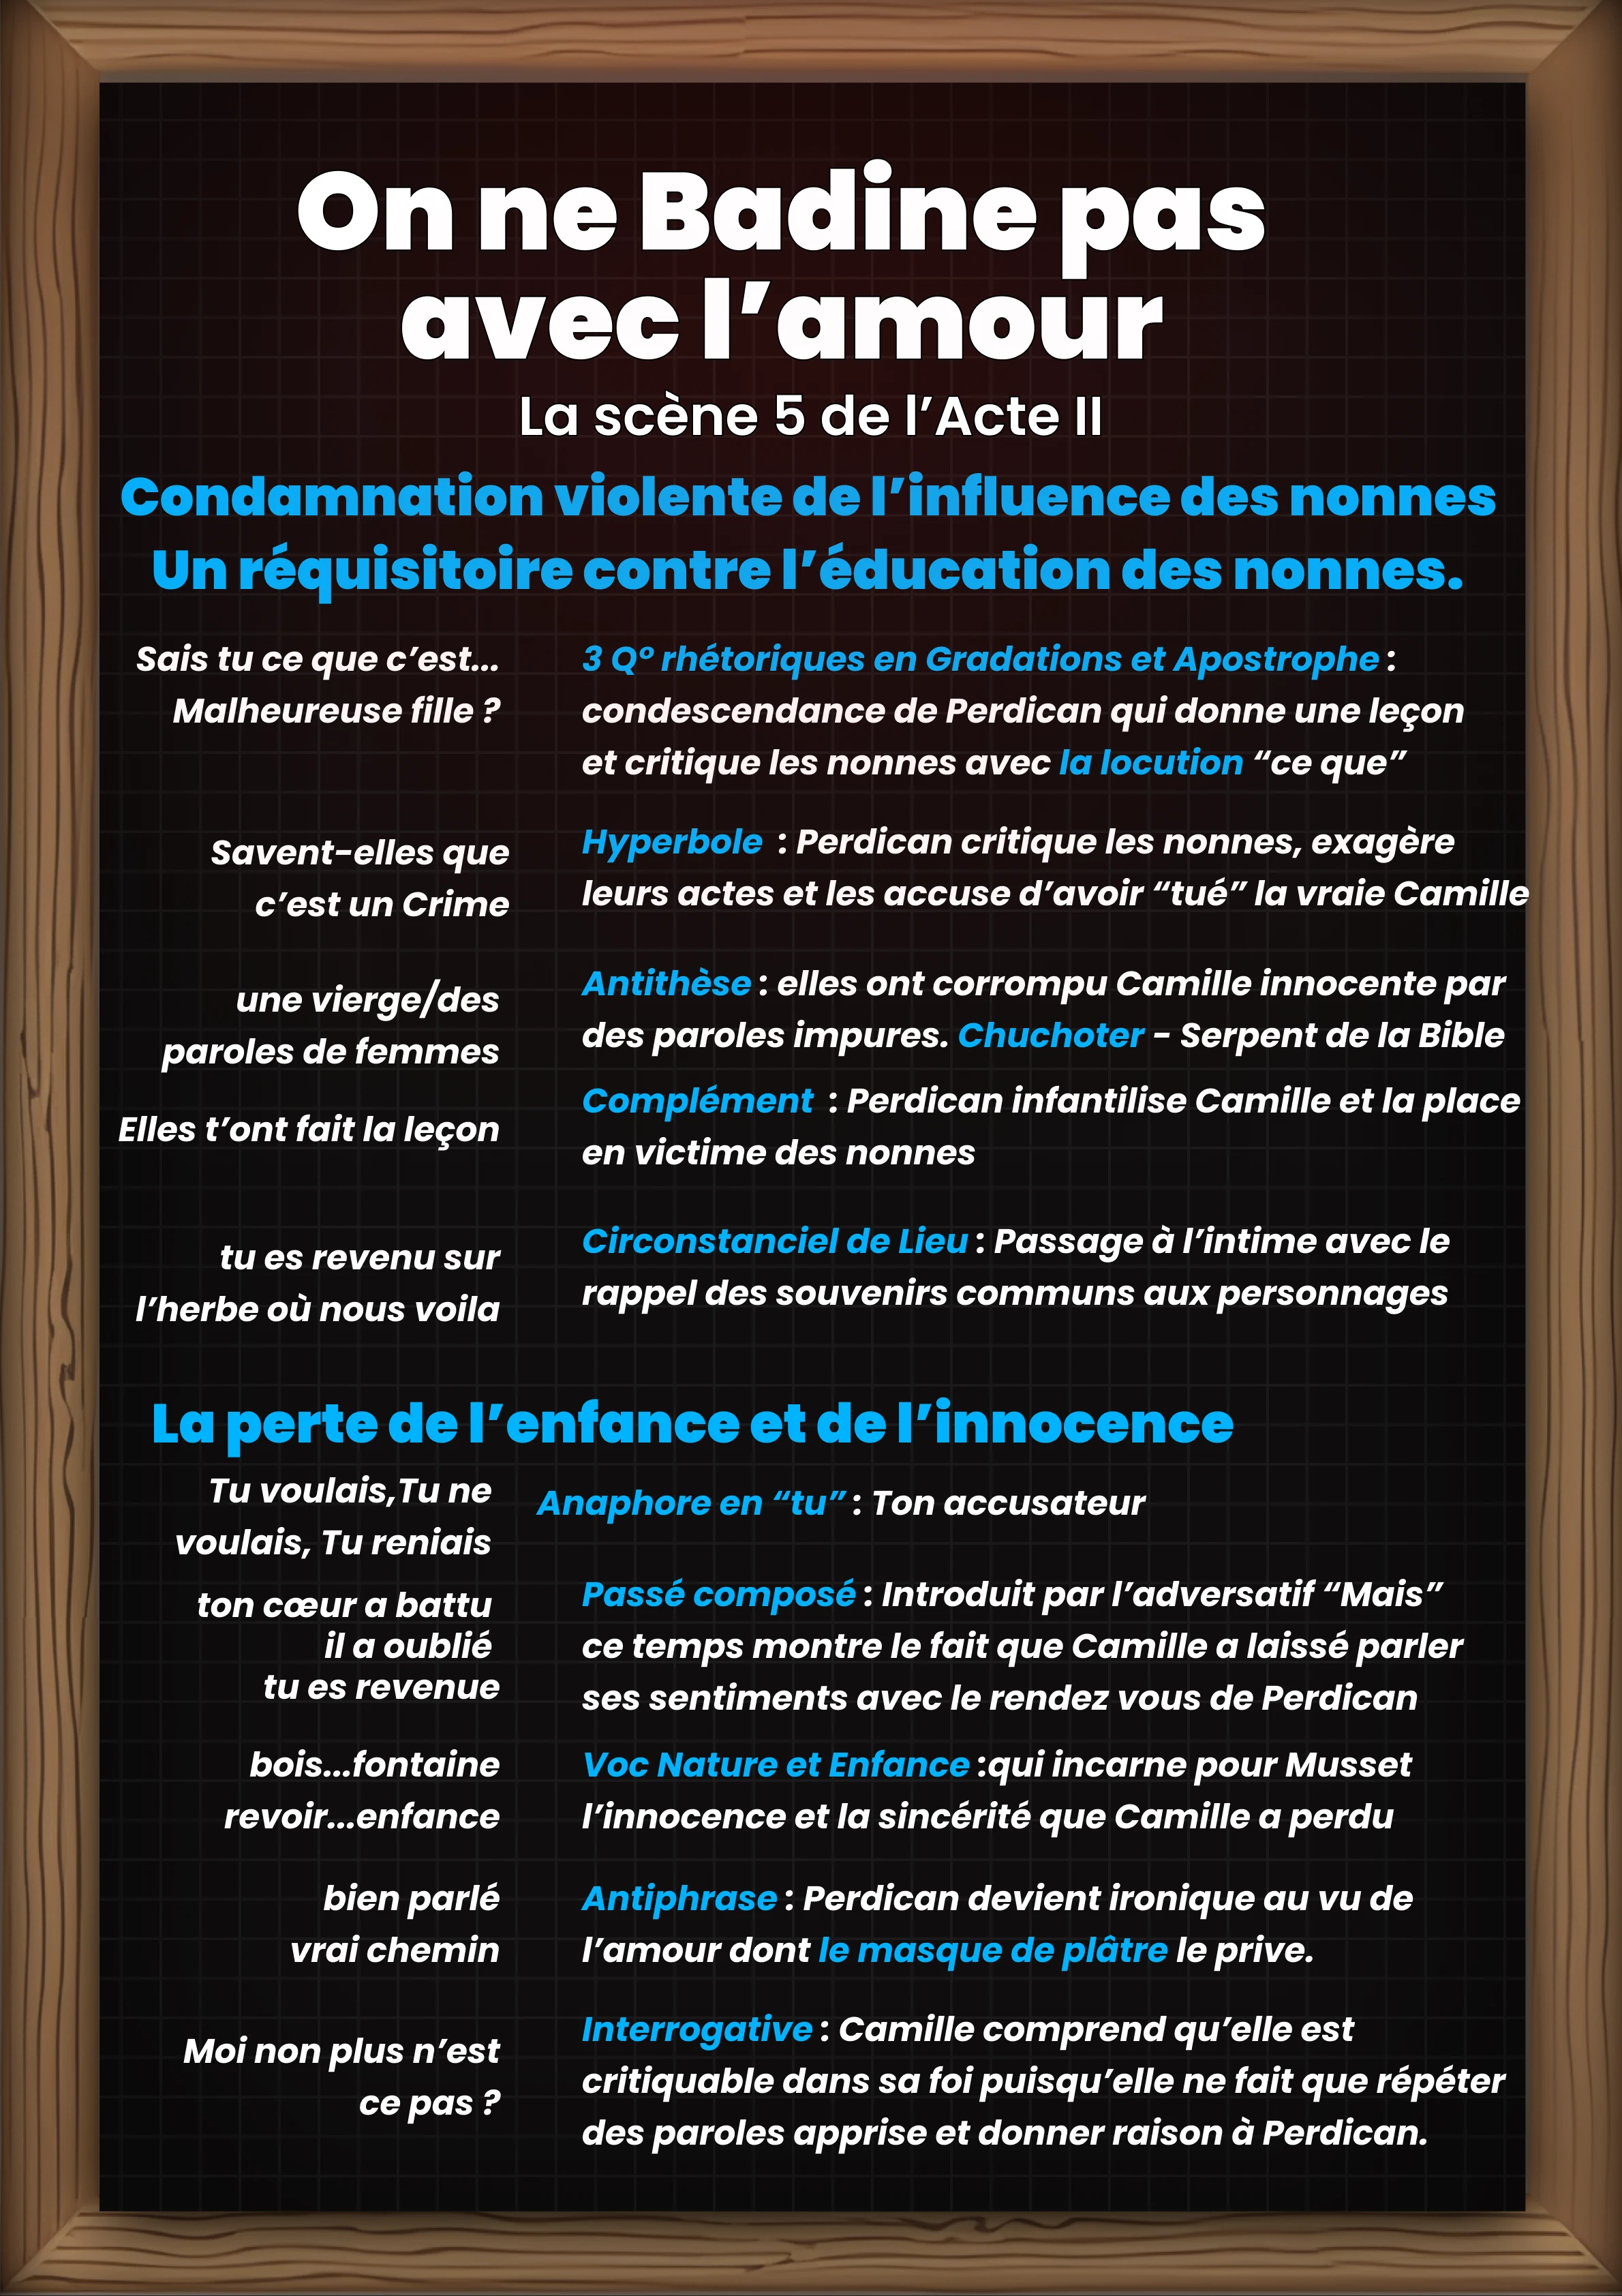 On ne Badine pas
avec l’amour
La scène 5 de l’Acte II
Condamnation violente de l’influence des nonnes
Un réquisitoire contre l’éducation des nonnes.
Sais tu ce que c’est...
Malheureuse fille ?
3 Q° rhétoriques en Gradations et Apostrophe :
condescendance de Perdican qui donne une leçon
et critique les nonnes avec la locution “ce que”
Savent-elles que
c’est un Crime
Hyperbole : Perdican critique les nonnes, exagère
leurs actes et les accuse d’avoir “tué” la vraie Camille
une vierge/des
paroles de femmes
Antithèse : elles ont corrompu Camille innocente par
des paroles impures. Chuchoter - Serpent de la Bible
Elles t’ont fait la leçon
Complément : Perdican infantilise Camille et la place
en victime des nonnes
tu es revenu sur
l’herbe où nous voila
Circonstanciel de Lieu : Passage à l’intime avec le
rappel des souvenirs communs aux personnages
La perte de l’enfance et de l’innocence
Tu voulais,Tu ne
voulais, Tu reniais
Anaphore en “tu” : Ton accusateur
ton cœur a battu
il a oublié
tu es revenue
Passé composé : Introduit par l’adversatif “Mais”
ce temps montre le fait que Camille a laissé parler
ses sentiments avec le rendez vous de Perdican
bois...fontaine
revoir...enfance
Voc Nature et Enfance :qui incarne pour Musset
l’innocence et la sincérité que Camille a perdu
bien parlé
vrai chemin
Antiphrase : Perdican devient ironique au vu de
l’amour dont le masque de plâtre le prive.
Moi non plus n’est
ce pas ?
Interrogative : Camille comprend qu’elle est
critiquable dans sa foi puisqu’elle ne fait que répéter
des paroles apprise et donner raison à Perdican.